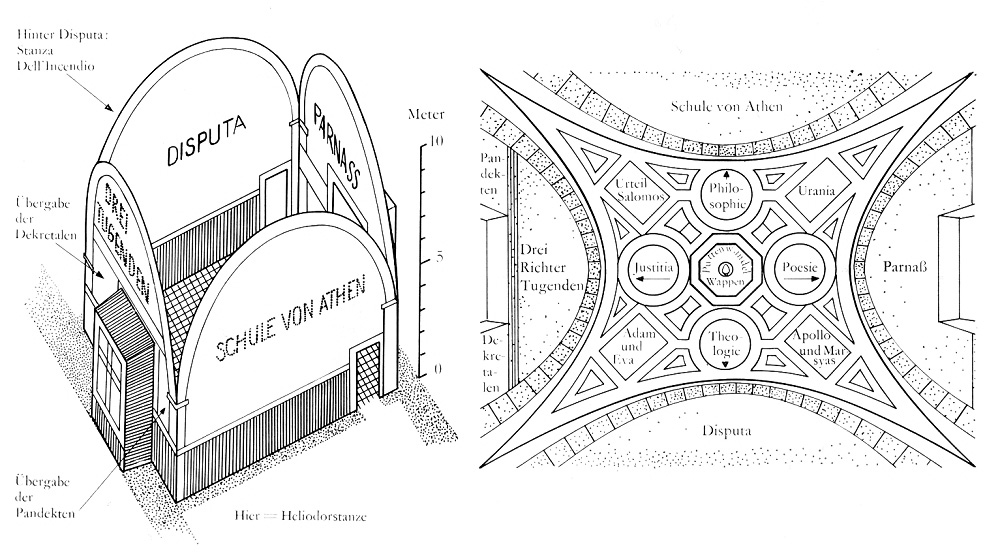 Hinter Disputa:
Stanza
Dell'Incendio
DISPUTA
PARNASS
Meter
10
5
0
DREI
TUGENDEN
Übergabe
der
Dekretalen
SCHULE VON ATHEN
Übergabe
der
Pandekten
Hier = Heliodorstanze
Schule von Athen
Pan-
dek-
ten
Urteil
Salomos
Philo-
sophie
Urania
Drei
Richter
Tugenden
Justitia
Wappen
Poesie
Parnaß
De-
kre-
ta-
len
Adam
und
Eva
Theo-
logie
Apollo
und Mar-
syas
Disputa